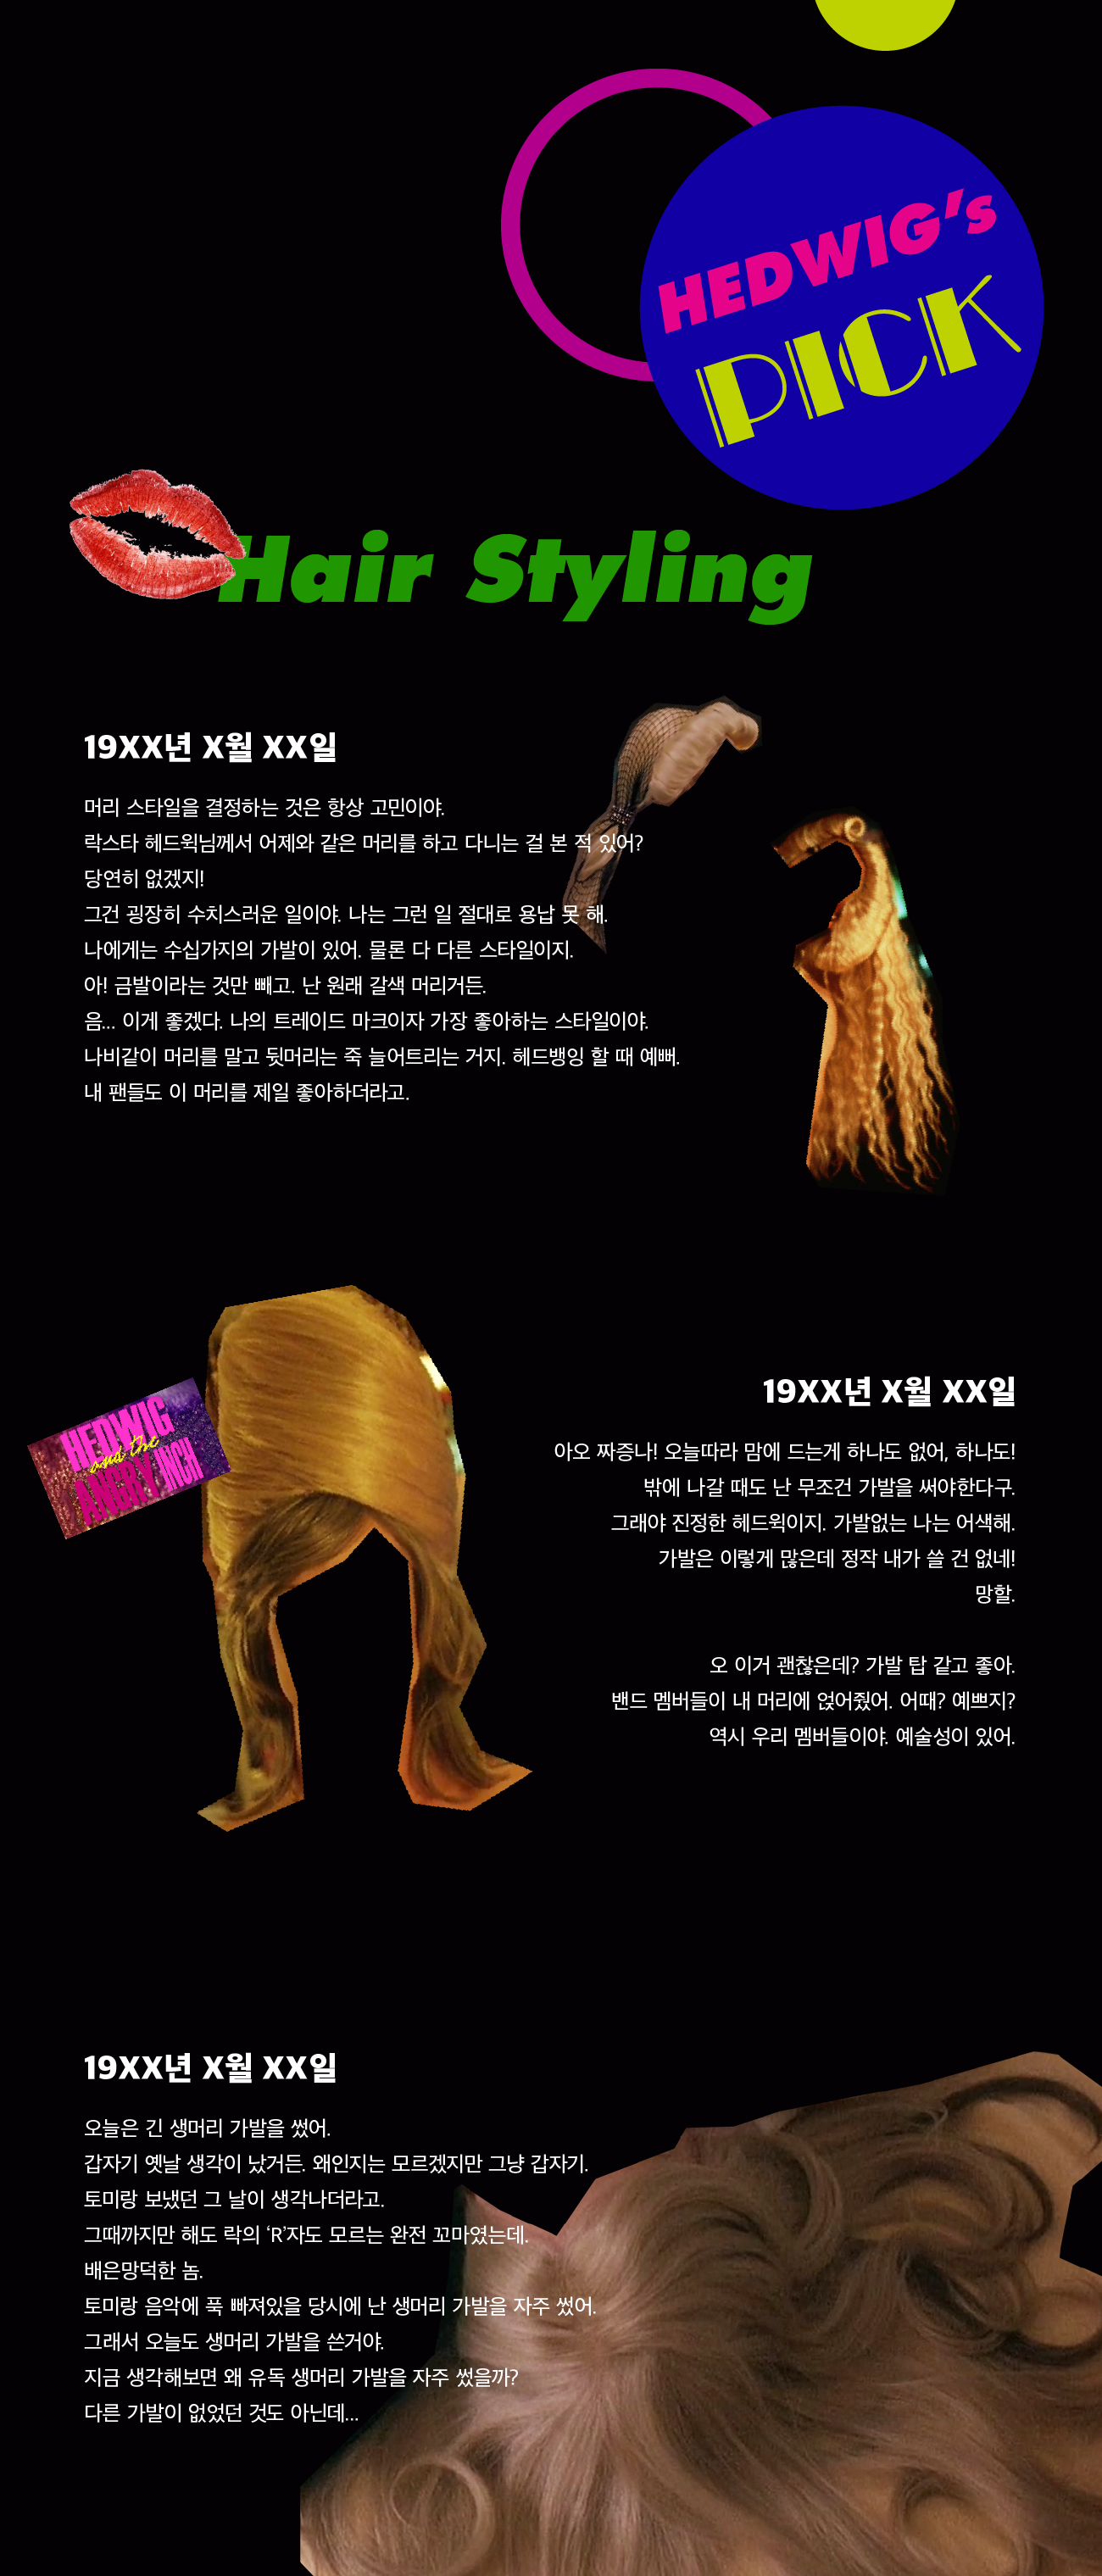 HEDWIG's
PICK
Hair Styling
19XX년 X월 XX일
머리 스타일을 결정하는 것은 항상 고민이야.
락스타 헤드윅님께서 어제와 같은 머리를 하고 다니는 걸 본 적 있어?
당연히 없겠지!
그건 굉장히 수치스러운 일이야. 나는 그런 일 절대로 용납 못 해.
나에게는 수십가지의 가발이 있어. 물론 다 다른 스타일이지.
아! 금발이라는 것만 빼고. 난 원래 갈색 머리거든.
음... 이게 좋겠다. 나의 트레이드 마크이자 가장 좋아하는 스타일이야.
나비같이 머리를 말고 뒷머리는 죽 늘어트리는 거지. 헤드뱅잉 할 때 예뻐.
내 팬들도 이 머리를 제일 좋아하더라고.
HEDWIG
and the
ANGRY INCH
19XX년 X월 XX일
아오 짜증나! 오늘따라 맘에 드는게 하나도 없어, 하나도!
밖에 나갈 때도 난 무조건 가발을 써야한다구.
그래야 진정한 헤드윅이지. 가발없는 나는 어색해.
가발은 이렇게 많은데 정작 내가 쓸 건 없네!
망할.
오 이거 괜찮은데? 가발 탑 같고 좋아.
밴드 멤버들이 내 머리에 얹어줬어. 어때? 예쁘지?
역시 우리 멤버들이야. 예술성이 있어.
19XX년 X월 XX일
오늘은 긴 생머리 가발을 썼어.
갑자기 옛날 생각이 났거든. 왜인지는 모르겠지만 그냥 갑자기.
토미랑 보냈던 그 날이 생각나더라고.
그때까지만 해도 락의 ‘R’자도 모르는 완전 꼬마였는데.
배은망덕한 놈.
토미랑 음악에 푹 빠져있을 당시에 난 생머리 가발을 자주 썼어.
그래서 오늘도 생머리 가발을 쓴거야.
지금 생각해보면 왜 유독 생머리 가발을 자주 썼을까?
다른 가발이 없었던 것도 아닌데...